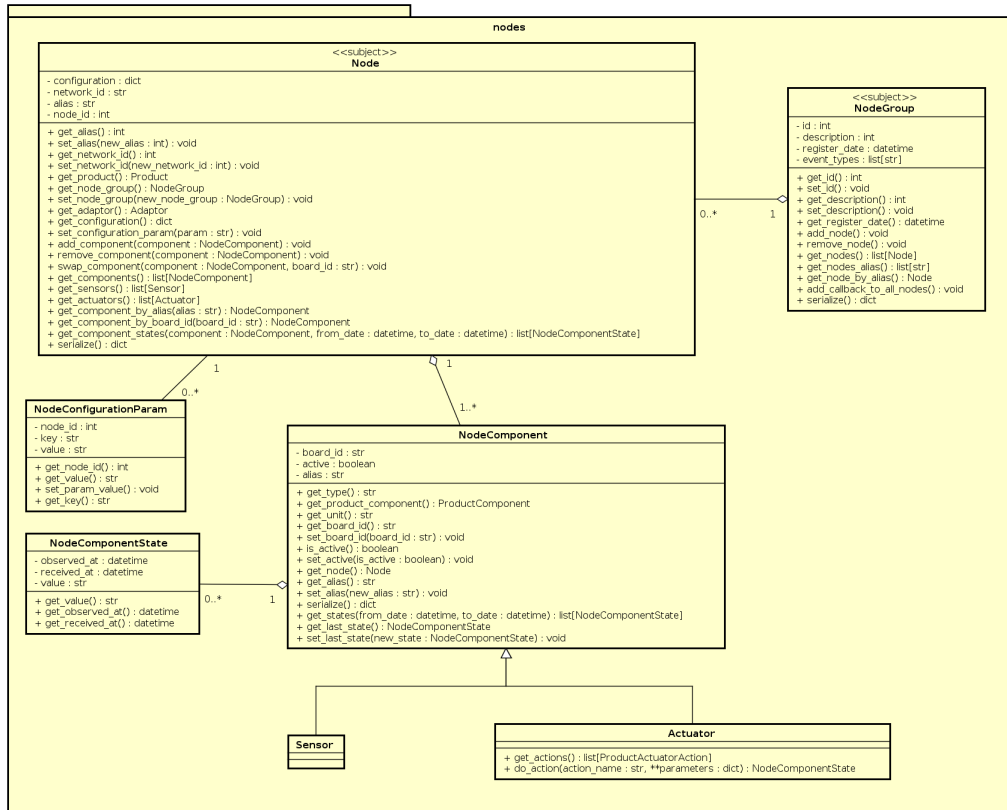 nodes
<<subject>>
Node
- configuration : dict
- network_id : str
- alias : str
- node_id : int
+ get_alias() : int
+ set_alias(new_alias : int) : void
+ get_network_id() : int
+ set_network_id(new_network_id : int) : void
+ get_product() : Product
+ get_node_group() : NodeGroup
+ set_node_group(new_node_group : NodeGroup) : void
+ get_adaptor() : Adaptor
+ get_configuration() : dict
+ set_configuration_param(param : str) : void
+ add_component(component : NodeComponent) : void
+ remove_component(component : NodeComponent) : void
+ swap_component(component : NodeComponent, board_id : str) : void
+ get_components() : list[NodeComponent]
+ get_sensors() : list[Sensor]
+ get_actuators() : list[Actuator]
+ get_component_by_alias(alias : str) : NodeComponent
+ get_component_by_board_id(board_id : str) : NodeComponent
+ get_component_states(component : NodeComponent, from_date : datetime, to_date : datetime) : list[NodeComponentState]
+ serialize() : dict
<<subject>>
NodeGroup
- id : int
- description : int
- register_date : datetime
- event_types : list[str]
+ get_id() : int
+ set_id() : void
+ get_description() : int
+ set_description() : void
+ get_register_date() : datetime
+ add_node() : void
+ remove_node() : void
+ get_nodes() : list[Node]
+ get_nodes_alias() : list[str]
+ get_node_by_alias() : Node
+ add_callback_to_all_nodes() : void
+ serialize() : dict
0..*
1
1
0..*
1
1..*
NodeConfigurationParam
- node_id : int
- key : str
- value : str
+ get_node_id() : int
+ get_value() : str
+ set_param_value() : void
+ get_key() : str
NodeComponent
- board_id : str
- active : boolean
- alias : str
+ get_type() : str
+ get_product_component() : ProductComponent
+ get_unit() : str
+ get_board_id() : str
+ set_board_id(board_id : str) : void
+ is_active() : boolean
+ set_active(is_active : boolean) : void
+ get_node() : Node
+ get_alias() : str
+ set_alias(new_alias : str) : void
+ serialize() : dict
+ get_states(from_date : datetime, to_date : datetime) : list[NodeComponentState]
+ get_last_state() : NodeComponentState
+ set_last_state(new_state : NodeComponentState) : void
NodeComponentState
- observed_at : datetime
- received_at : datetime
- value : str
+ get_value() : str
+ get_observed_at() : datetime
+ get_received_at() : datetime
0..*
1
Sensor
Actuator
+ get_actions() : list[ProductActuatorAction]
+ do_action(action_name : str, **parameters : dict) : NodeComponentState